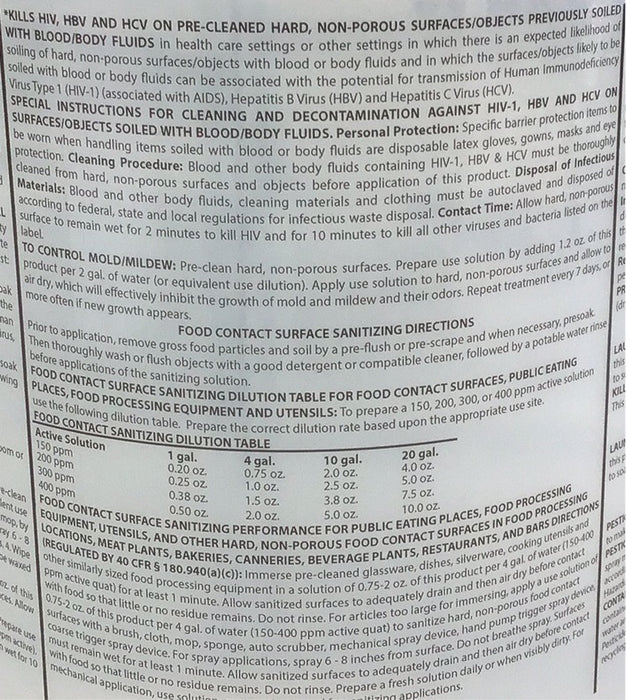 *KILLS HIV, HBV AND HCV ON PRE-CLEANED HARD, NON-POROUS SURFACES/OBJECTS PREVIOUSLY SOILED
WITH BLOOD/BODY FLUIDS in health care settings or other settings in which there is an expected likelihood of
soiling of hard, non-porous surfaces/objects with blood or body fluids and in which the surfaces/objects likely to be
soiled with blood or body fluids can be associated with the potential for transmission of Human Immunodeficiency
Virus Type 1 (HIV-1) (associated with AIDS), Hepatitis B Virus (HBV) and Hepatitis C Virus (HCV).
SPECIAL INSTRUCTIONS FOR CLEANING AND DECONTAMINATION AGAINST HIV-1, HBV AND HCV ON
SURFACES/OBJECTS SOILED WITH BLOOD/BODY FLUIDS. Personal Protection: Specific barrier protection items to
be worn when handling items soiled with blood or body fluids are disposable latex gloves, gowns, masks and eye
protection. Cleaning Procedure: Blood and other body fluids containing HIV-1, HBV & HCV must be thoroughly
cleaned from hard, non-porous surfaces and objects before application of this product. Disposal of Infectious
Materials: Blood and other body fluids, cleaning materials and clothing must be autoclaved and disposed of
according to federal, state and local regulations for infectious waste disposal. Contact Time: Allow hard, non-porous
surface to remain wet for 2 minutes to kill HIV and for 10 minutes to kill all other viruses and bacteria listed on the
label.
TO CONTROL MOLD/MILDEW: Pre-clean hard, non-porous surfaces. Prepare use solution by adding 1.2 oz. of this
product per 2 gal. of water (or equivalent use dilution). Apply use solution to hard, non-porous surfaces and allow to
air dry, which will effectively inhibit the growth of mold and mildew and their odors. Repeat treatment every 7 days, or
more often if new growth appears.
FOOD CONTACT SURFACE SANITIZING DIRECTIONS
Prior to application, remove gross food particles and soil by a pre-flush or pre-scrape and when necessary, presoak.
Then thoroughly wash or flush objects with a good detergent or compatible cleaner, followed by a potable water rinse
before applications of the sanitizing solution.
FOOD CONTACT SURFACE SANITIZING DILUTION TABLE FOR FOOD CONTACT SURFACES, PUBLIC EATING
PLACES, FOOD PROCESSING EQUIPMENT AND UTENSILS: To prepare a 150, 200, 300, or 400 ppm active solution
use the following dilution table. Prepare the correct dilution rate based upon the appropriate use site.
FOOD CONTACT SANITIZING DILUTION TABLE
Active Solution 1 gal. 4 gal. 10 gal. 20 gal.
150 ppm 0.20 oz. 0.75 oz. 2.0 oz. 4.0 oz.
200 ppm 0.25 oz. 1.0 oz. 2.5 oz. 5.0 oz.
300 ppm 0.38 oz. 1.5 oz. 3.8 oz. 7.5 oz.
400 ppm 0.50 oz. 2.0 oz. 5.0 oz. 10.0 oz.
FOOD CONTACT SURFACE SANITIZING PERFORMANCE FOR PUBLIC EATING PLACES, FOOD PROCESSING
EQUIPMENT, UTENSILS, AND OTHER HARD, NON-POROUS FOOD CONTACT SURFACES IN FOOD PROCESSING
LOCATIONS, MEAT PLANTS, BAKERIES, CANNERIES, BEVERAGE PLANTS, RESTAURANTS, AND BARS DIRECTIONS
(REGULATED BY 40 CFR § 180.940(a)(c)): Immerse pre-cleaned glassware, dishes, silverware, cooking utensils and
other similarly sized food processing equipment in a solution of 0.75-2 oz. of this product per 4 gal. of water (150-400
ppm active quat) for at least 1 minute. Allow sanitized surfaces to adequately drain and then air dry before contact
with food so that little or no residue remains. Do not rinse. For articles too large for immersing, apply a use solution of
0.75-2 oz. of this product per 4 gal. of water (150-400 ppm active quat) to sanitize hard, non-porous food contact
surfaces with a brush, cloth, mop, sponge, auto scrubber, mechanical spray device, hand pump trigger spray device,
coarse trigger spray device. For spray applications, spray 6 - 8 inches from surface. Do not breathe spray. Surfaces
must remain wet for at least 1 minute. Allow sanitized surfaces to adequately drain and then air dry before contact
with food so that little or no residue remains. Do not rinse. Prepare a fresh solution daily or when visibly dirty. For
mechanical application, use applications.